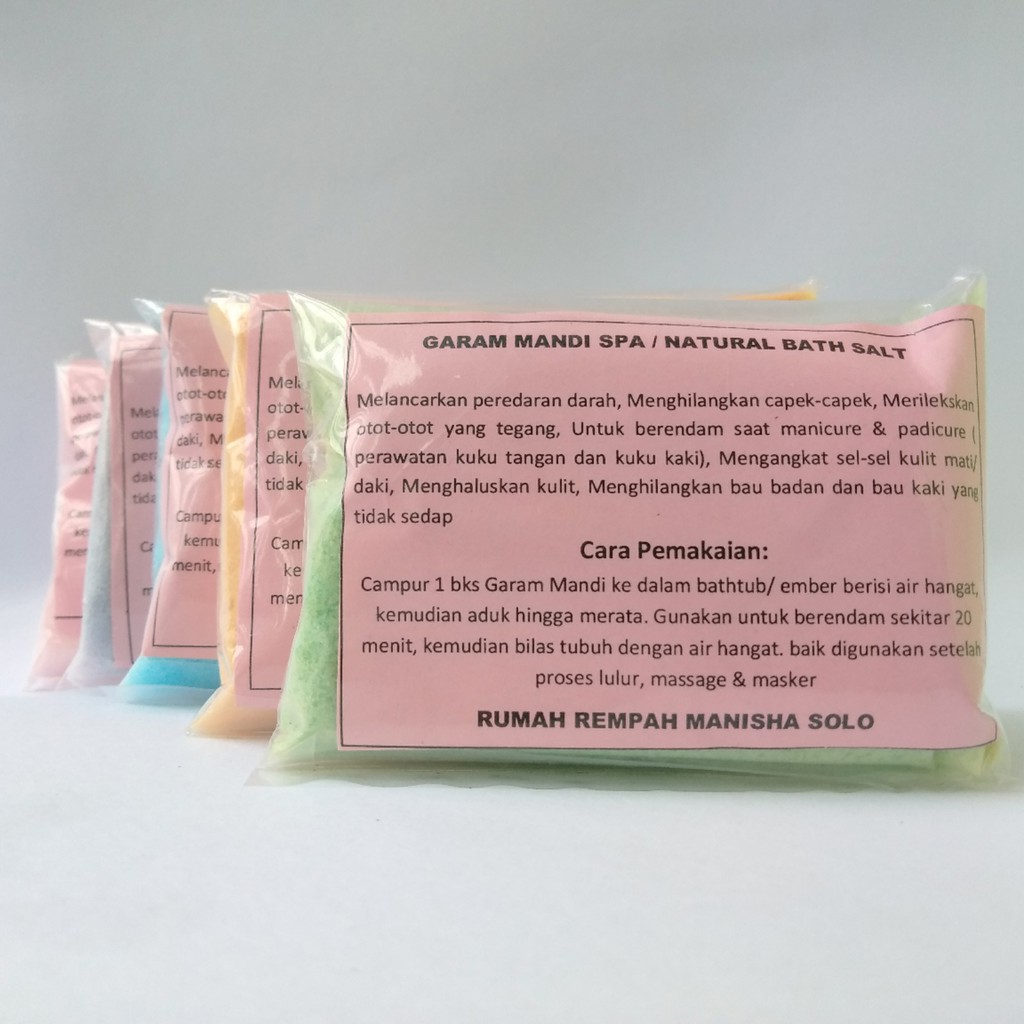 GARAM MANDI SPA / NATURAL BATH SALT
Melancarkan peredaran darah, Menghilangkan capek-capek, Merilekskan
otot-otot yang tegang, Untuk berendam saat manicure & padicure (
perawatan kuku tangan dan kuku kaki), Mengangkat sel-sel kulit mati/
daki, Menghaluskan kulit, Menghilangkan bau badan dan bau kaki yang
tidak sedap
Cara Pemakaian:
Campur 1 bks Garam Mandi ke dalam bathtub/ ember berisi air hangat,
kemudian aduk hingga merata. Gunakan untuk berendam sekitar 20
menit, kemudian bilas tubuh dengan air hangat. baik digunakan setelah
proses lulur, massage & masker
RUMAH REMPAH MANISHA SOLO